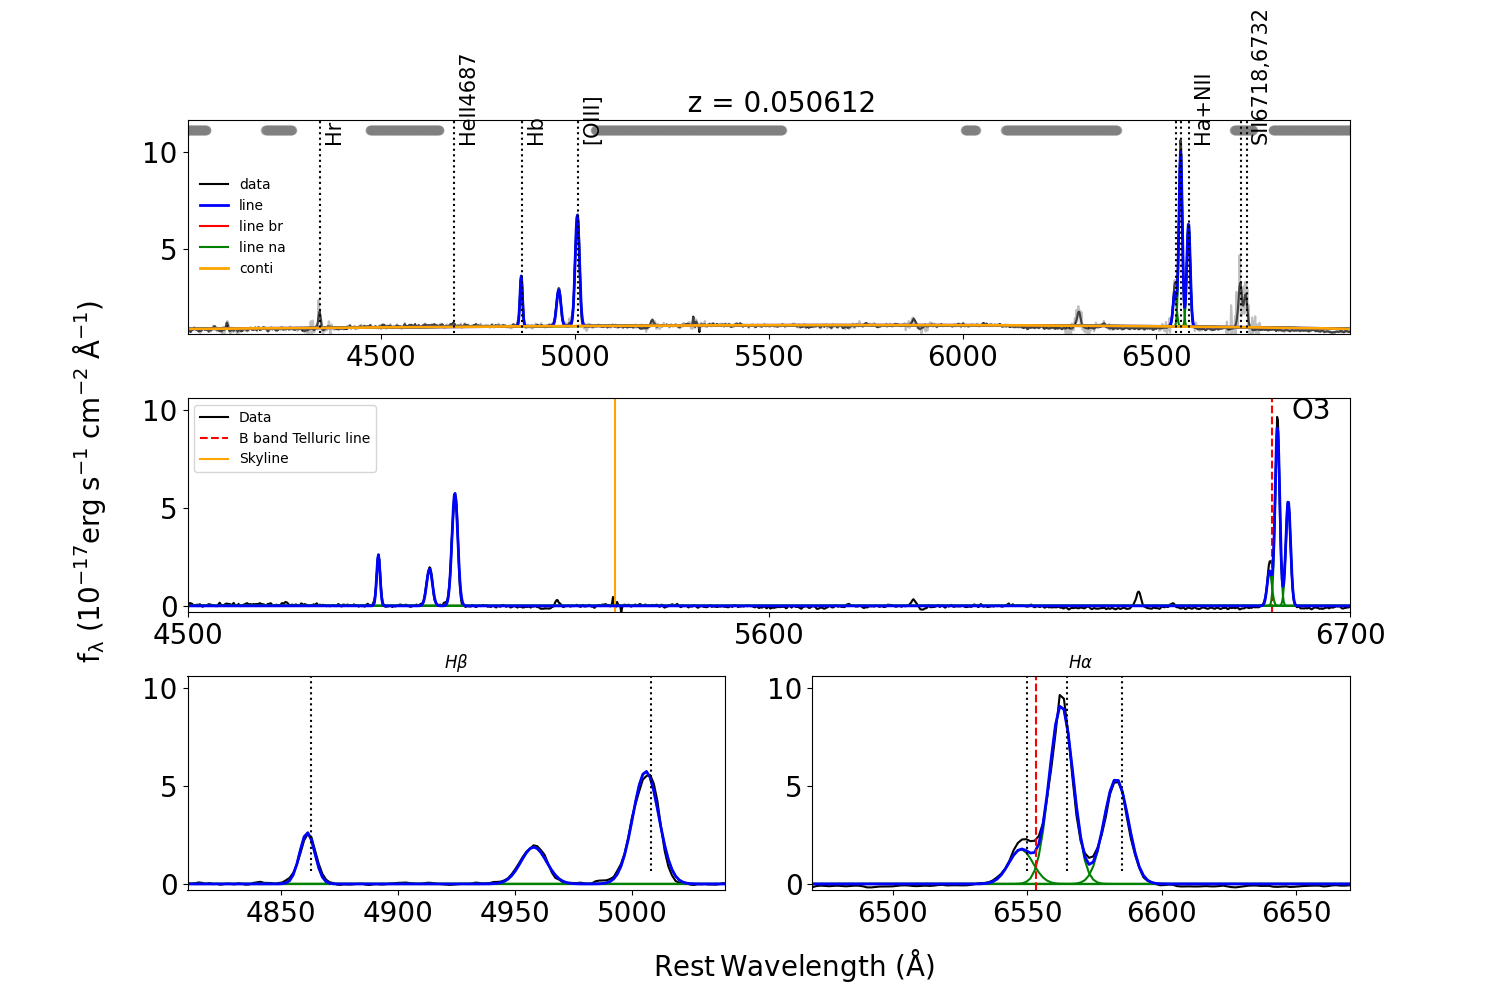 z = 0.050612
Hr
HeII4687
Hb
[OIII]
Ha+NII
SII6718,6732
10
5
data
line
line br
line na
conti
4500 5000 5500 6000 6500
f_λ (10⁻¹⁷erg s⁻¹ cm⁻² Å⁻¹)
10
5
0
Data
B band Telluric line
Skyline
O3
4500 5600 6700
Hβ
10
5
0
4850 4900 4950 5000
Hα
10
5
0
6500 6550 6600 6650
Rest Wavelength (Å)